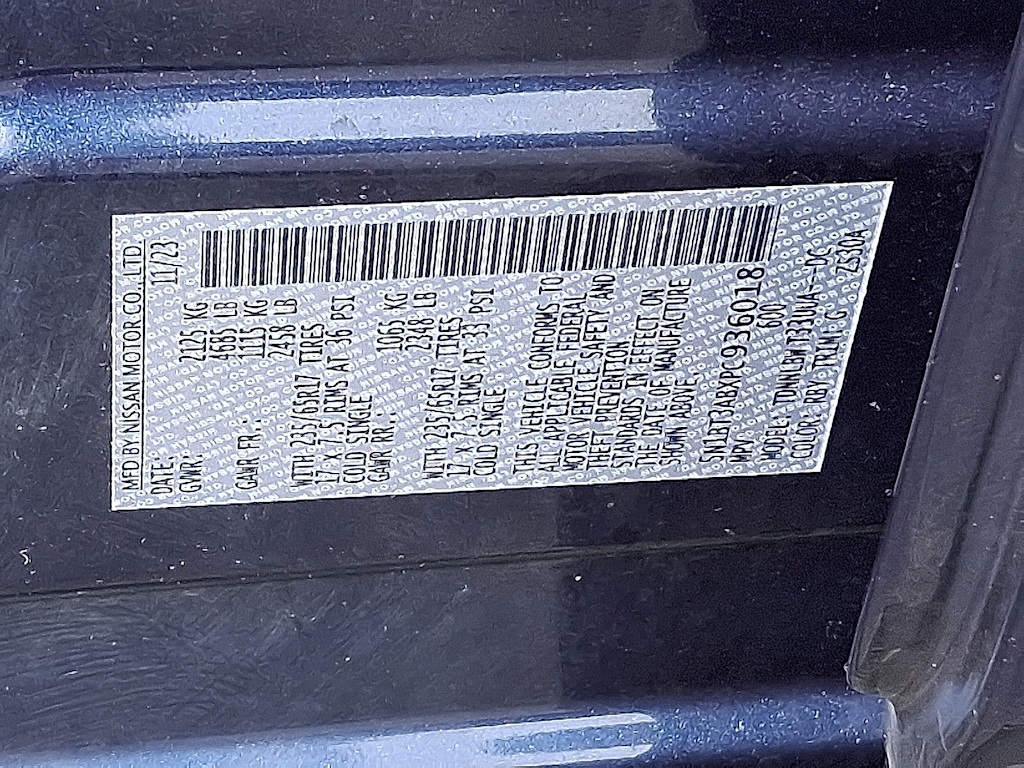 MFD BY NISSAN MOTOR CO., LTD
DATE: 11/23
GVWR: 2125 KG
4685 LB
GAWR FR.: 1115 KG
2458 LB
WITH 235/65R17 TIRES
17 x 7.5 RIMS AT 36 PSI
COLD SINGLE
GAWR RR.: 1065 KG
2348 LB
WITH 235/65R17 TIRES
17 x 7.5 RIMS AT 33 PSI
COLD SINGLE
THIS VEHICLE CONFORMS TO
ALL APPLICABLE FEDERAL
MOTOR VEHICLE SAFETY AND
THEFT PREVENTION
STANDARDS IN EFFECT ON
THE DATE OF MANUFACTURE
SHOWN ABOVE.
5N1BT3ABXPC936018
MPV 600
MODEL:
COLOR: RBY TRIM: G